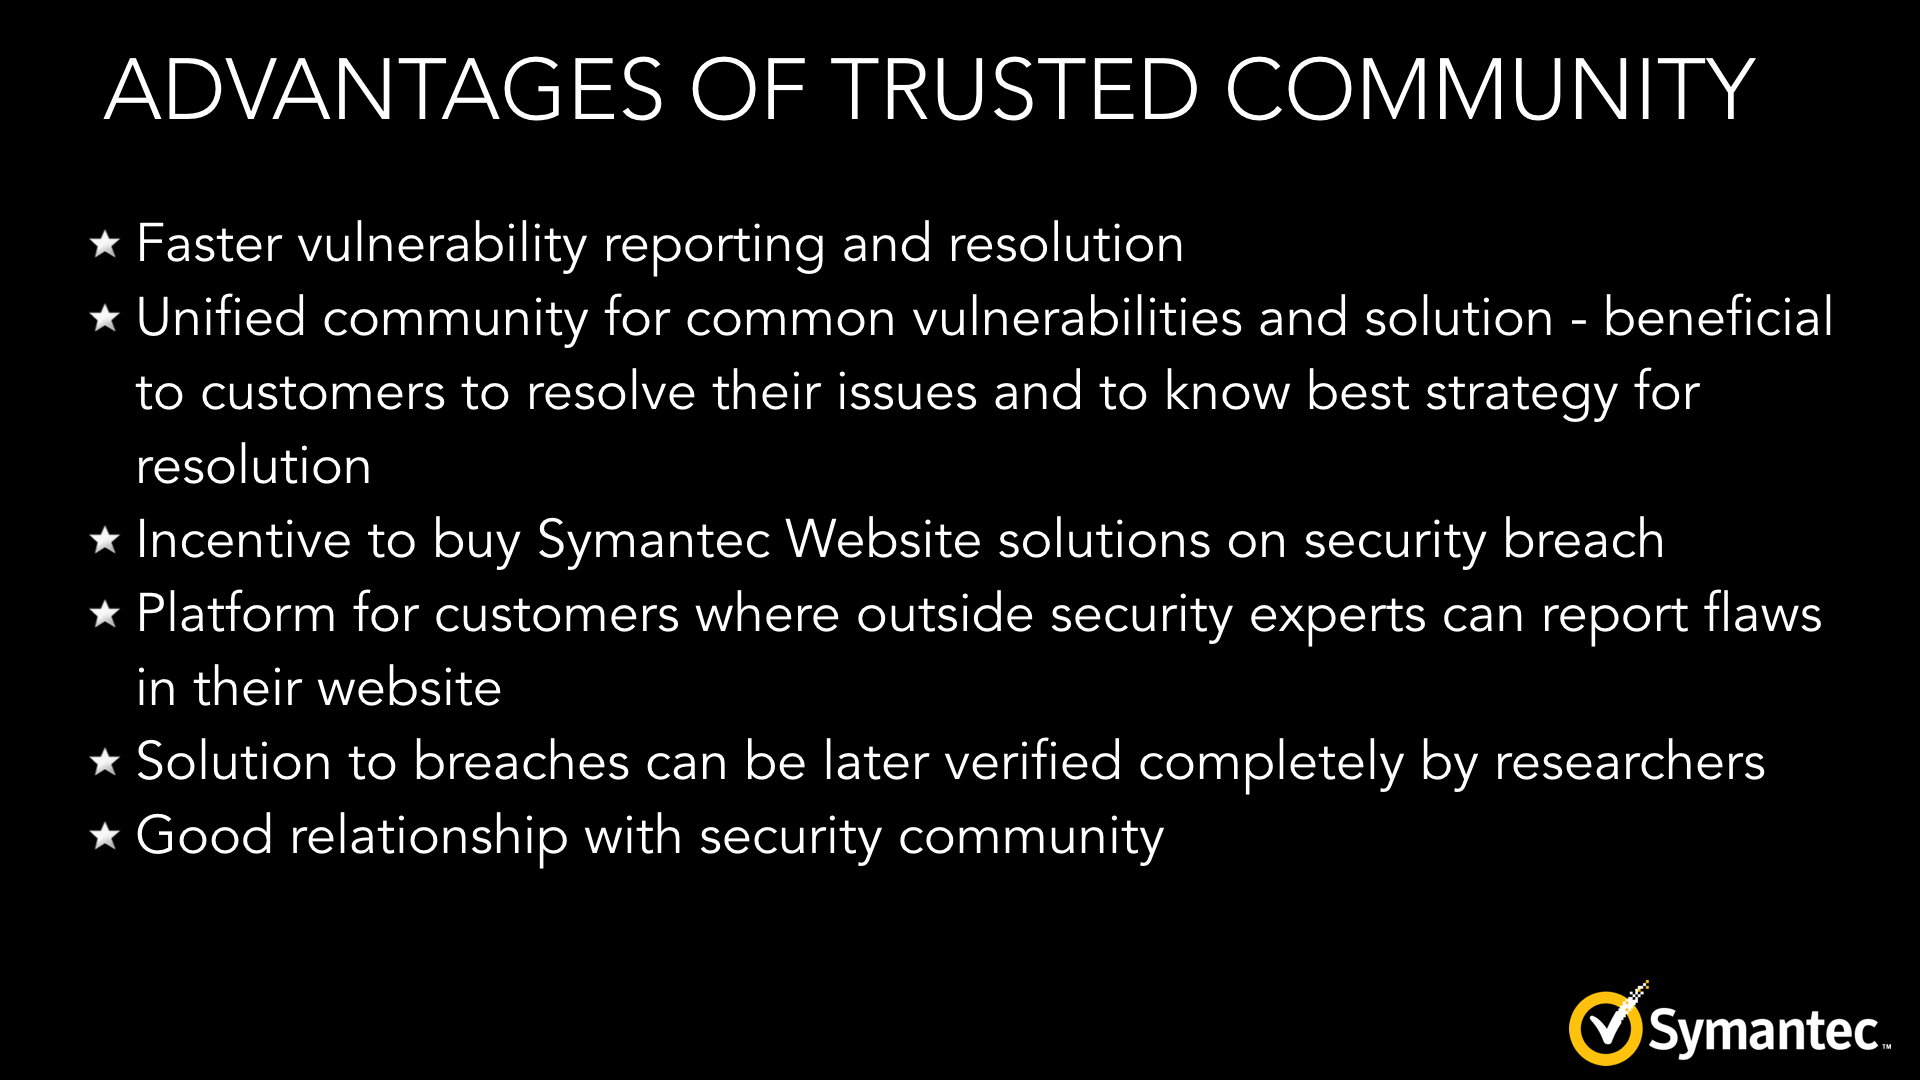 ADVANTAGES OF TRUSTED COMMUNITY
Faster vulnerability reporting and resolution
Unified community for common vulnerabilities and solution - beneficial
to customers to resolve their issues and to know best strategy for
resolution
Incentive to buy Symantec Website solutions on security breach
Platform for customers where outside security experts can report flaws
in their website
Solution to breaches can be later verified completely by researchers
Good relationship with security community
Symantec™